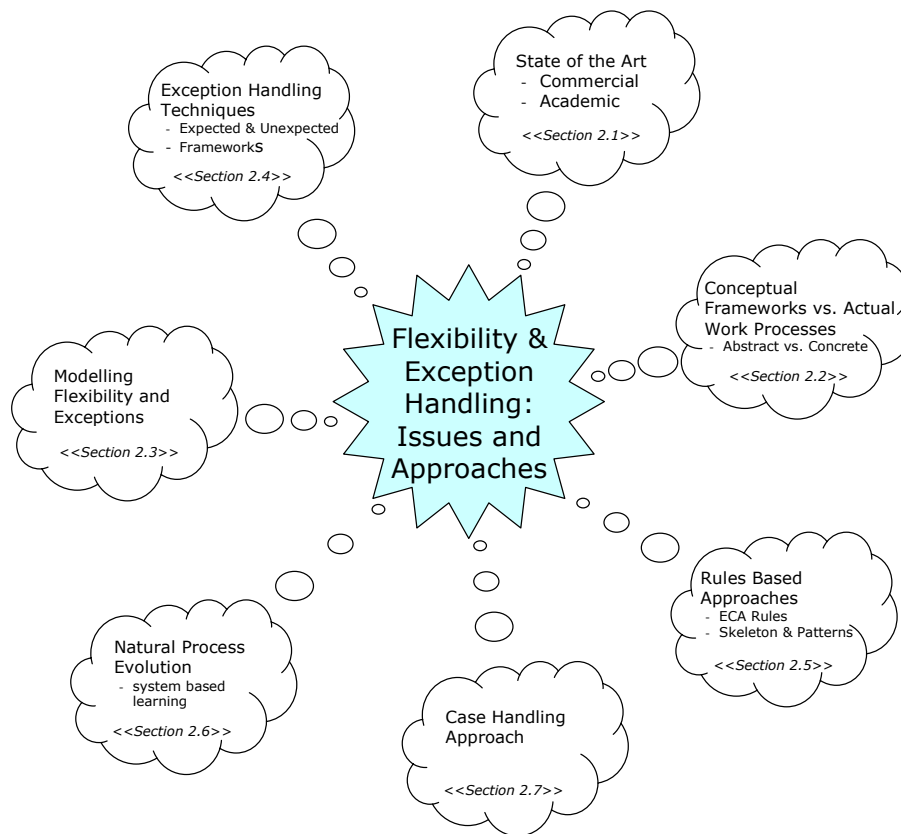 State of the Art
- Commercial
- Academic
<<Section 2.1>>
Exception Handling
Techniques
- Expected & Unexpected
- Frameworks
<<Section 2.4>>
Flexibility &
Exception
Handling:
Issues and
Approaches
Conceptual
Frameworks vs. Actual
Work Processes
- Abstract vs. Concrete
<<Section 2.2>>
Modelling
Flexibility and
Exceptions
<<Section 2.3>>
Rules Based
Approaches
- ECA Rules
- Skeleton & Patterns
<<Section 2.5>>
Natural Process
Evolution
- system based
learning
<<Section 2.6>>
Case Handling
Approach
<<Section 2.7>>